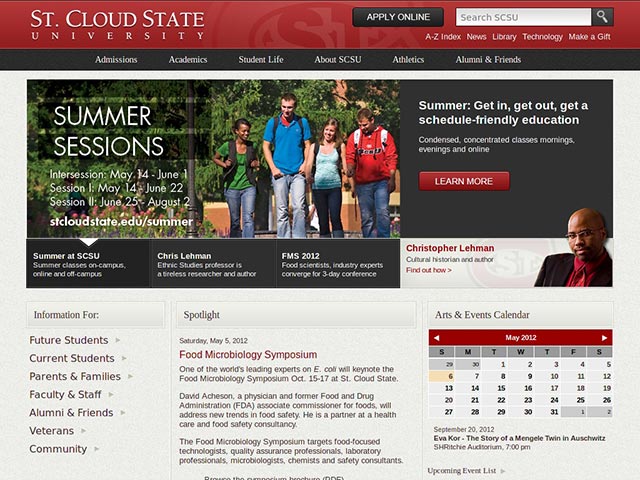 ST. CLOUD STATE
UNIVERSITY
APPLY ONLINE
Search SCSU
A-Z Index News Library Technology Make a Gift
Admissions Academics Student Life About SCSU Athletics Alumni & Friends
SUMMER
SESSIONS
Intersession: May 14 - June 1
Session I: May 14 - June 22
Session II: June 25 - August 2
stcloudstate.edu/summer
Summer: Get in, get out, get a
schedule-friendly education
Condensed, concentrated classes mornings,
evenings and online
LEARN MORE
Summer at SCSU
Summer classes on-campus,
online and off-campus
Chris Lehman
Ethnic Studies professor is
a tireless researcher and author
FMS 2012
Food scientists, industry experts
converge for 3-day conference
Christopher Lehman
Cultural historian and author
Find out how >
Information For:
Future Students
Current Students
Parents & Families
Faculty & Staff
Alumni & Friends
Veterans
Community
Spotlight
Saturday, May 5, 2012
Food Microbiology Symposium
One of the world's leading experts on E. coli will keynote the
Food Microbiology Symposium Oct. 15-17 at St. Cloud State.
David Acheson, a physician and former Food and Drug
Administration (FDA) associate commissioner for foods, will
address new trends in food safety. He is a partner at a health
care and food safety consultancy.
The Food Microbiology Symposium targets food-focused
technologists, quality assurance professionals, laboratory
professionals, microbiologists, chemists and safety consultants.
Browse the symposium brochure (PDF)
Arts & Events Calendar
May 2012
S M T W T F S
29 30 1 2 3 4 5
6 7 8 9 10 11 12
13 14 15 16 17 18 19
20 21 22 23 24 25 26
27 28 29 30 31 1 2
September 20, 2012
Eva Kor - The Story of a Mengele Twin in Auschwitz
SHRitchie Auditorium, 7:00 pm
Upcoming Event List